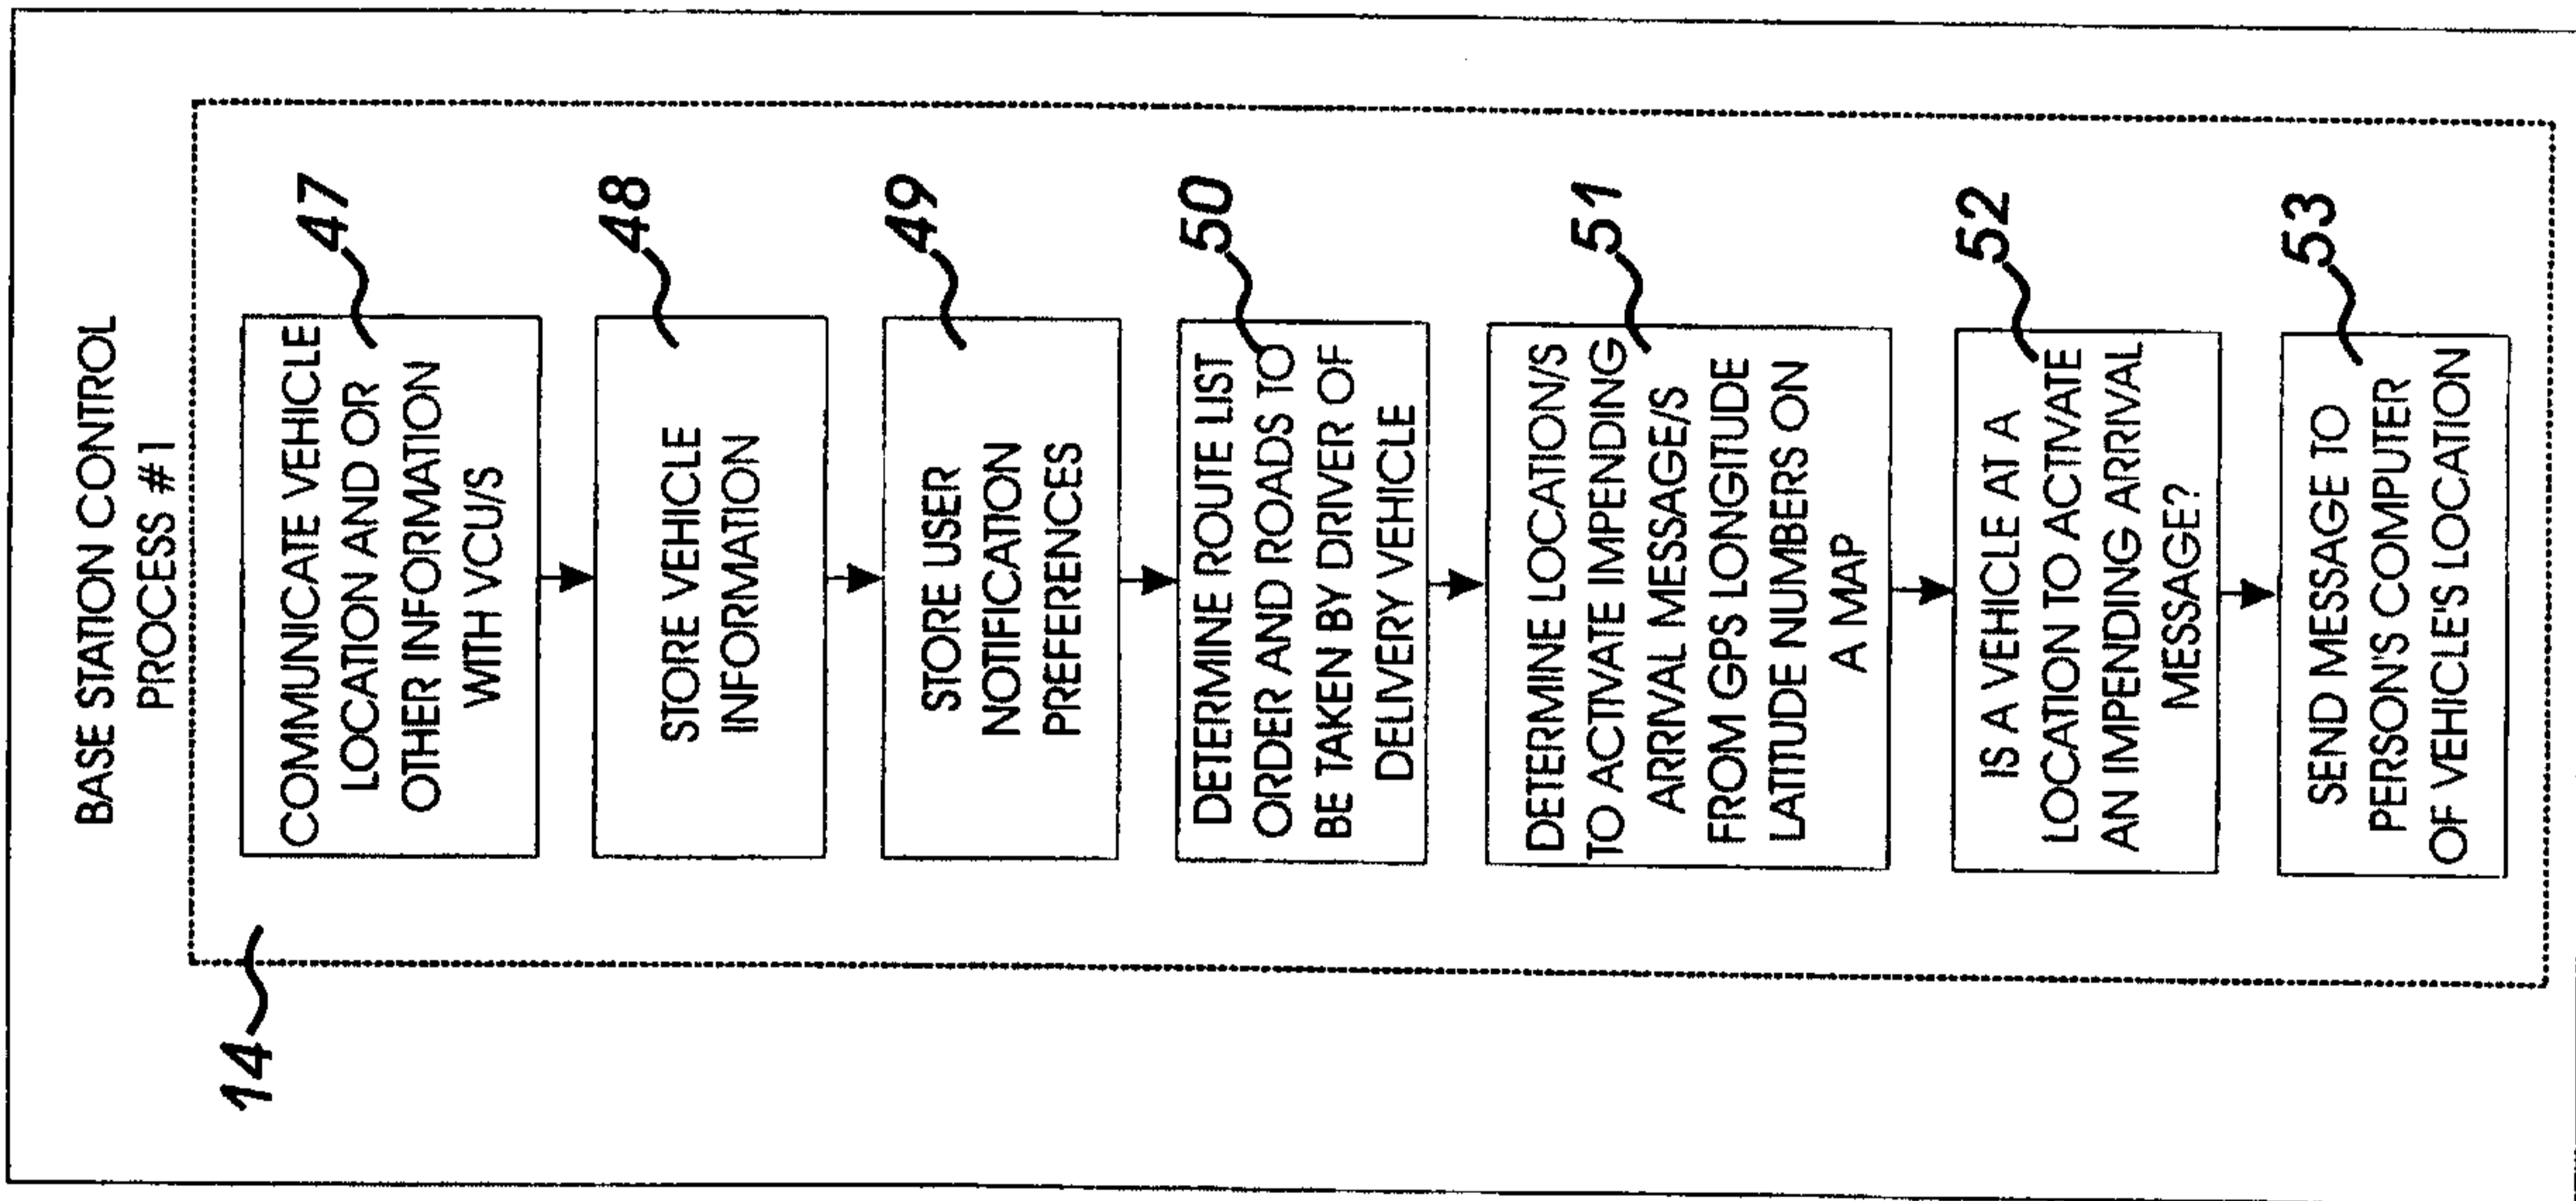 BASE STATION CONTROL
PROCESS #1
14
COMMUNICATE VEHICLE
LOCATION AND OR
OTHER INFORMATION
WITH VCU/S
47
STORE VEHICLE
INFORMATION
48
STORE USER
NOTIFICATION
PREFERENCES
49
DETERMINE ROUTE LIST
ORDER AND ROADS TO
BE TAKEN BY DRIVER OF
DELIVERY VEHICLE
50
DETERMINE LOCATION/S
TO ACTIVATE IMPENDING
ARRIVAL MESSAGE/S
FROM GPS LONGITUDE
LATITUDE NUMBERS ON
A MAP
51
IS A VEHICLE AT A
LOCATION TO ACTIVATE
AN IMPENDING ARRIVAL
MESSAGE?
52
SEND MESSAGE TO
PERSON'S COMPUTER
OF VEHICLE'S LOCATION
53